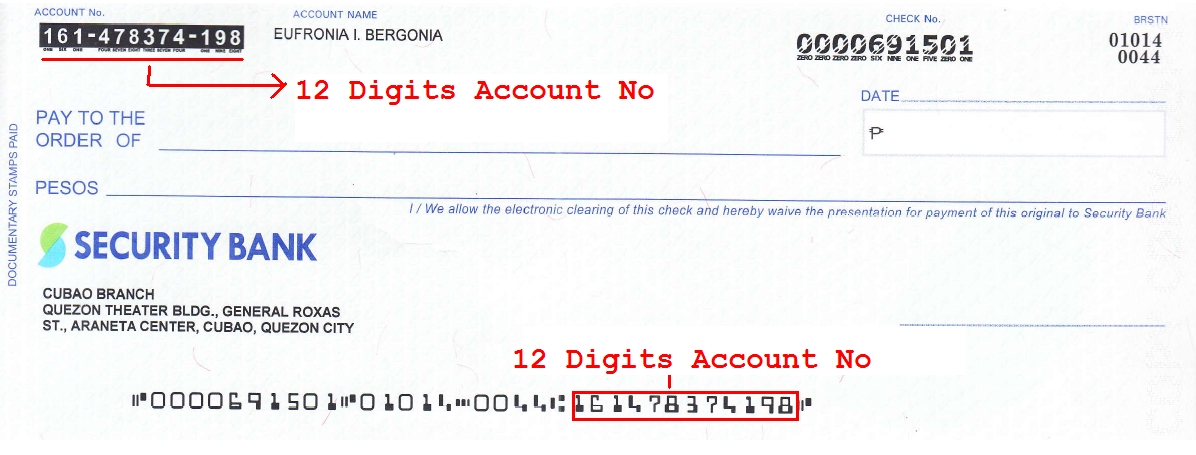 ACCOUNT No.
161-478374-198
ONE SIX ONE FOUR SEVEN EIGHT THREE SEVEN FOUR ONE NINE EIGHT
ACCOUNT NAME
EUFRONIA I. BERGONIA
CHECK No.
0000691501
ZERO ZERO ZERO ZERO SIX NINE ONE FIVE ZERO ONE
BRSTN
01014
0044
12 Digits Account No
DATE
PAY TO THE
ORDER OF
₱
PESOS
I / We allow the electronic clearing of this check and hereby waive the presentation for payment of this original to Security Bank
DOCUMENTARY STAMPS PAID
SECURITY BANK
CUBAO BRANCH
QUEZON THEATER BLDG., GENERAL ROXAS
ST., ARANETA CENTER, CUBAO, QUEZON CITY
12 Digits Account No
⑈0000691501⑈01014⑉0044⑆161478374198⑈